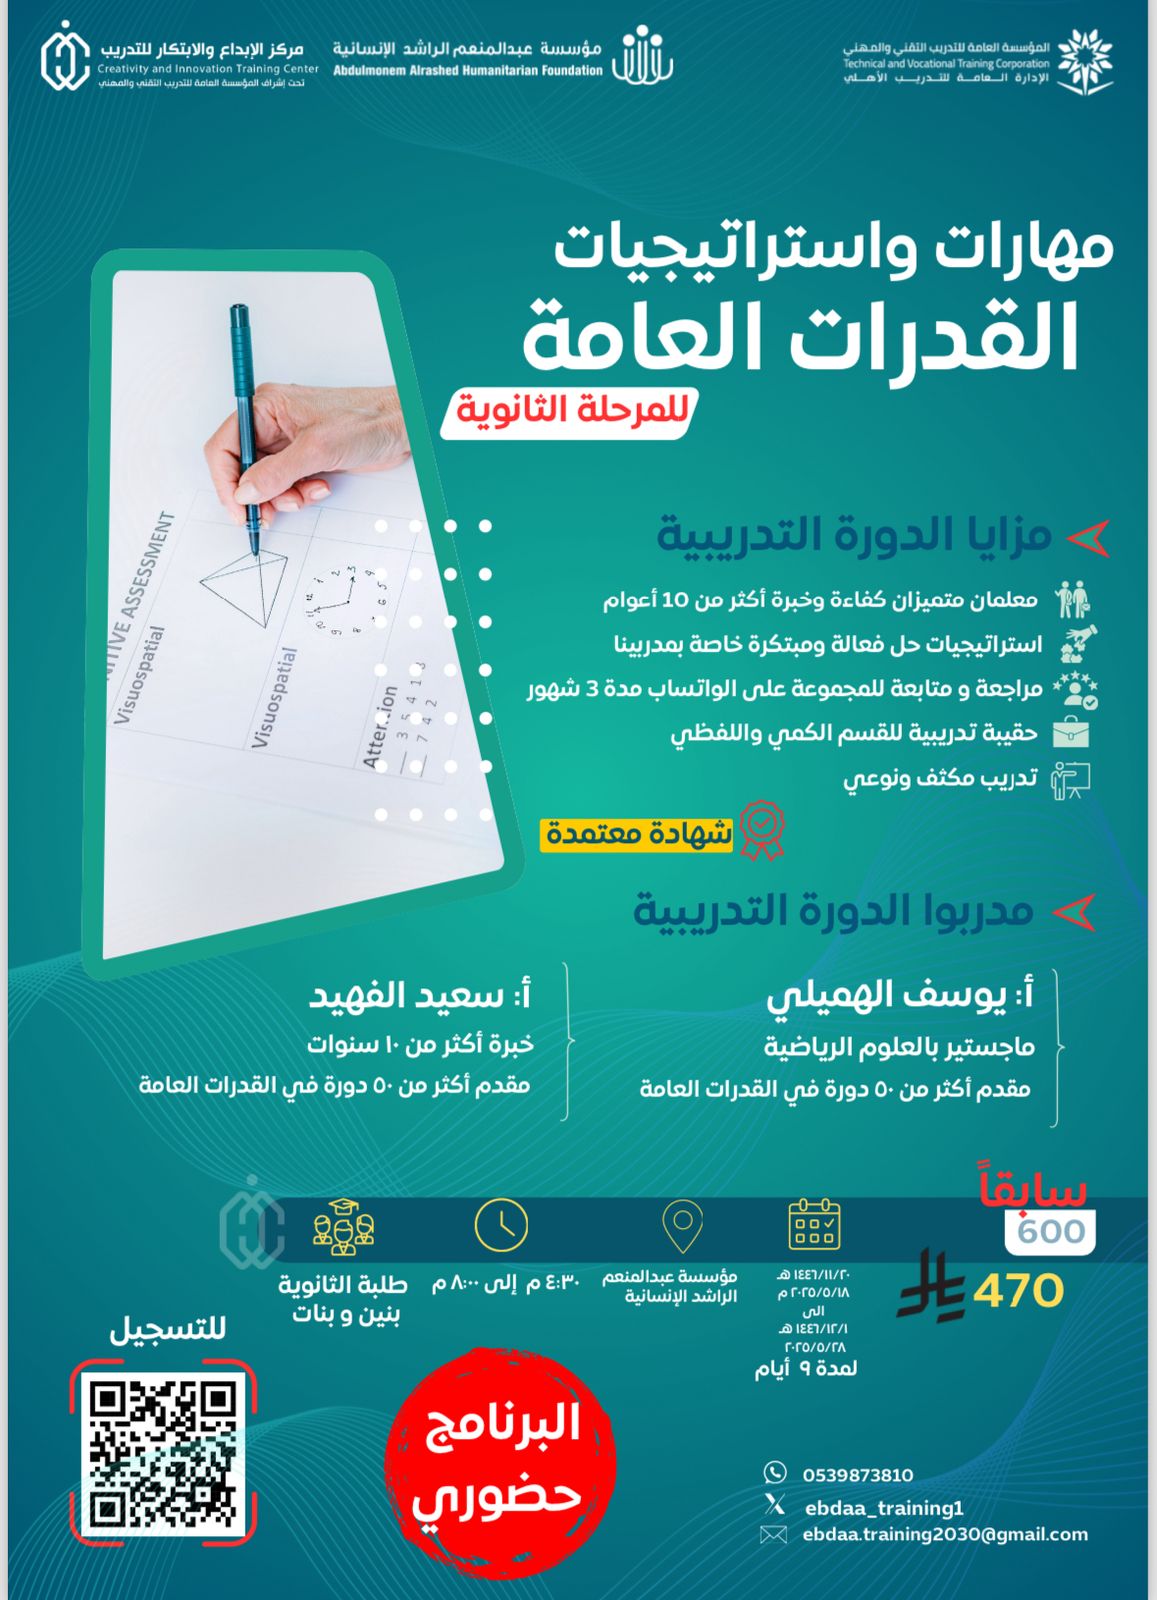 المؤسسة العامة للتدريب التقني والمهني
Technical and Vocational Training Corporation
الإدارة الـعـامـة للـتـدريـب الأهـلـي
مؤسسة عبدالمنعم الراشد الإنسانية
Abdulmonem Alrashed Humanitarian Foundation
مركز الإبداع والابتكار للتدريب
Creativity and Innovation Training Center
تحت إشراف المؤسسة العامة للتدريب التقني والمهني
مهارات واستراتيجيات
القدرات العامة
للمرحلة الثانوية
ASSESSMENT
Visuospatial
Visuospatial
مزايا الدورة التدريبية
معلمان متميزان كفاءة وخبرة أكثر من 10 أعوام
استراتيجيات حل فعالة ومبتكرة خاصة بمدربينا
مراجعة و متابعة للمجموعة على الواتساب مدة 3 شهور
حقيبة تدريبية للقسم الكمي واللفظي
تدريب مكثف ونوعي
شهادة معتمدة
مدربوا الدورة التدريبية
أ: يوسف الهميلي
ماجستير بالعلوم الرياضية
مقدم أكثر من ٥٠ دورة في القدرات العامة
أ: سعيد الفهيد
خبرة أكثر من ١٠ سنوات
مقدم أكثر من ٥٠ دورة في القدرات العامة
سابقاً
600
470
١٤٤٦/١١/٢٠ هـ
٢٠٢٥/٥/١٨ م
الى
١٤٤٦/١٢/١ هـ
٢٠٢٥/٥/٢٨
لمدة ٩ أيام
مؤسسة عبدالمنعم
الراشد الإنسانية
٤:٣٠ م إلى ٨:٠٠ م
طلبة الثانوية
بنين و بنات
للتسجيل
البرنامج
حضوري
0539873810
ebdaa_training1
ebdaa.training2030@gmail.com